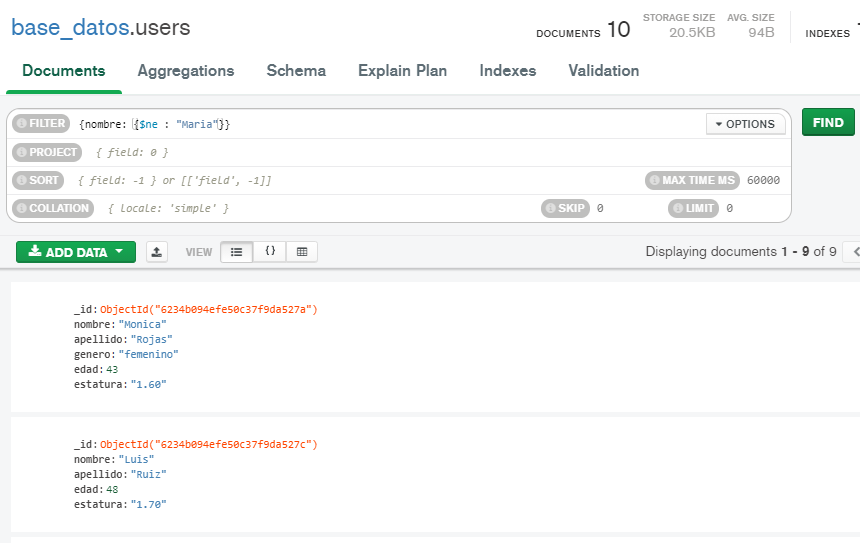 base_datos.users
DOCUMENTS 10
STORAGE SIZE
20.5KB
AVG. SIZE
94B
INDEXES
Documents Aggregations Schema Explain Plan Indexes Validation
FILTER {nombre: {$ne : "Maria"}}
OPTIONS
FIND
PROJECT { field: 0 }
SORT { field: -1 } or [['field', -1]]
MAX TIME MS 60000
COLLATION { locale: 'simple' }
SKIP 0
LIMIT 0
ADD DATA
VIEW
{}
Displaying documents 1 - 9 of 9
_id: ObjectId("6234b094efe50c37f9da527a")
nombre: "Monica"
apellido: "Rojas"
genero: "femenino"
edad: 43
estatura: "1.60"
_id: ObjectId("6234b094efe50c37f9da527c")
nombre: "Luis"
apellido: "Ruiz"
edad: 48
estatura: "1.70"